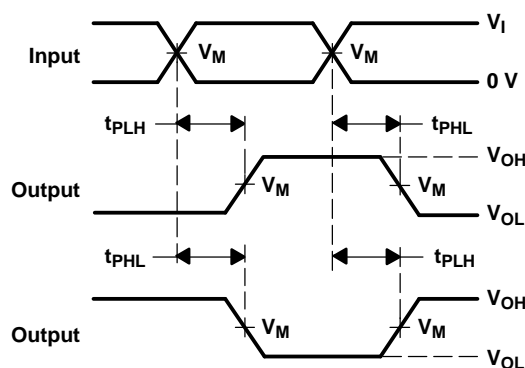 V_I
Input
V_M
V_M
0 V
t_PLH
t_PHL
V_OH
Output
V_M
V_M
V_OL
t_PHL
t_PLH
V_OH
Output
V_M
V_M
V_OL